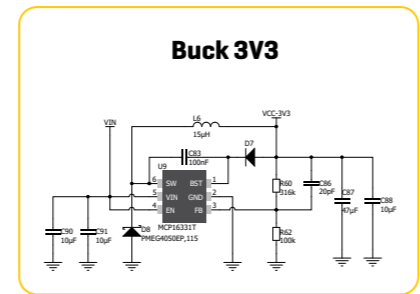 Buck 3V3
VIN
L6
15µH
VCC-3V3
C83
100nF
D7
U9
6 SW BST 1
5 VIN GND 2
4 EN FB 3
MCP16331T
D8
PMEG4050EP,115
C90
10µF
C91
10µF
R60
316k
R62
100k
C86
20pF
C87
47µF
C88
10µF